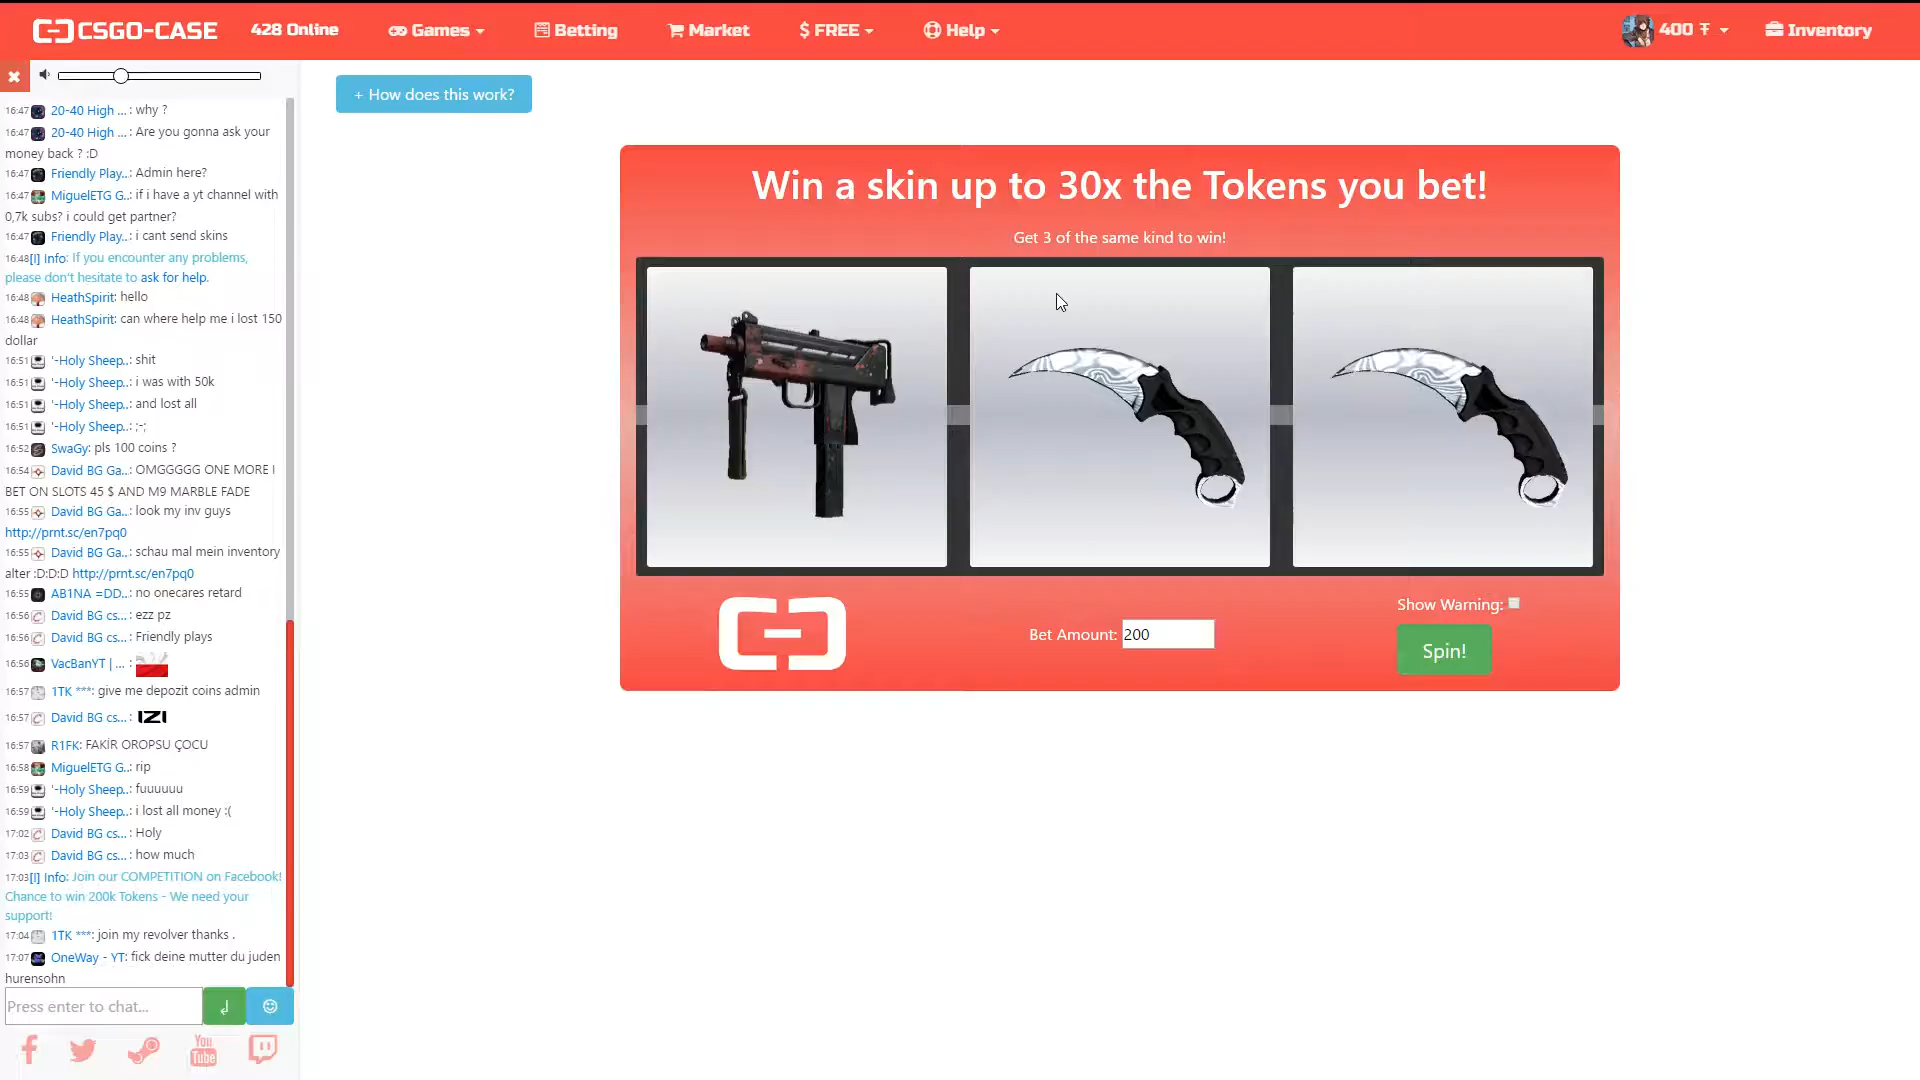 CSGO-CASE
428 Online
Games
Betting
Market
$ FREE
Help
400 Ŧ
Inventory
+ How does this work?
16:47 20-40 High ... : why ?
16:47 20-40 High ... : Are you gonna ask your
money back ? :D
16:47 Friendly Play..: Admin here?
16:47 MiguelETG G..: if i have a yt channel with
0,7k subs? i could get partner?
16:47 Friendly Play..: i cant send skins
16:48[!] Info: If you encounter any problems,
please don't hesitate to ask for help.
16:48 HeathSpirit: hello
16:48 HeathSpirit: can where help me i lost 150
dollar
16:51 '-Holy Sheep..: shit
16:51 '-Holy Sheep..: i was with 50k
16:51 '-Holy Sheep..: and lost all
16:51 '-Holy Sheep..: ;-;
16:52 SwaGy: pls 100 coins ?
16:54 David BG Ga..: OMGGGGG ONE MORE I
BET ON SLOTS 45 $ AND M9 MARBLE FADE
16:55 David BG Ga..: look my inv guys
http://prnt.sc/en7pq0
16:55 David BG Ga..: schau mal mein inventory
alter :D:D:D http://prnt.sc/en7pq0
16:55 AB1NA =DD..: no onecares retard
16:56 David BG cs... : ezz pz
16:56 David BG cs... : Friendly plays
16:56 VacBanYT | ... :
16:57 1TK ***: give me depozit coins admin
16:57 David BG cs... : IZI
16:57 R1FK: FAKİR OROPSU ÇOCU
16:58 MiguelETG G..: rip
16:59 '-Holy Sheep..: fuuuuuu
16:59 '-Holy Sheep..: i lost all money :(
17:02 David BG cs... : Holy
17:03 David BG cs... : how much
17:03[!] Info: Join our COMPETITION on Facebook!
Chance to win 200k Tokens - We need your
support!
17:04 1TK ***: join my revolver thanks .
17:07 OneWay - YT: fick deine mutter du juden
hurensohn
Press enter to chat...
You
Tube
Win a skin up to 30x the Tokens you bet!
Get 3 of the same kind to win!
Bet Amount: 200
Show Warning:
Spin!